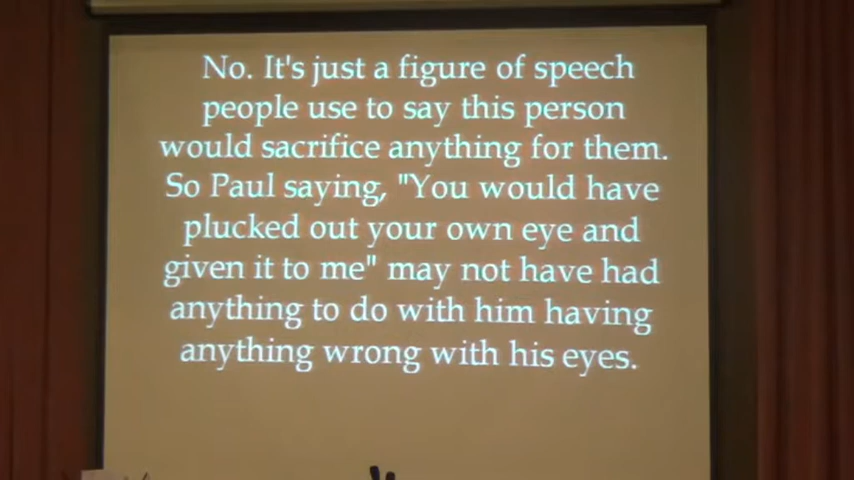 No. It's just a figure of speech
people use to say this person
would sacrifice anything for them.
So Paul saying, "You would have
plucked out your own eye and
given it to me" may not have had
anything to do with him having
anything wrong with his eyes.